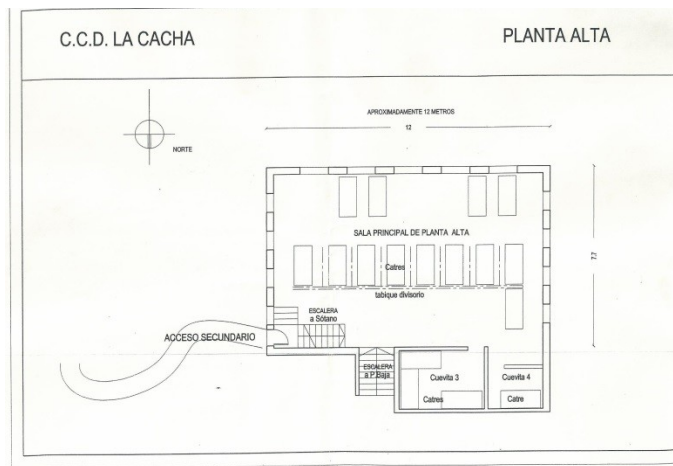 C.C.D. LA CACHA
PLANTA ALTA
APROXIMADAMENTE 12 METROS
12
NORTE
SALA PRINCIPAL DE PLANTA ALTA
7.7
Catres
tabique divisorio
ESCALERA
a Sótano
ACCESO SECUNDARIO
ESCALERA
a P.Baja
Cuevita 3
Cuevita 4
Catres
Catre